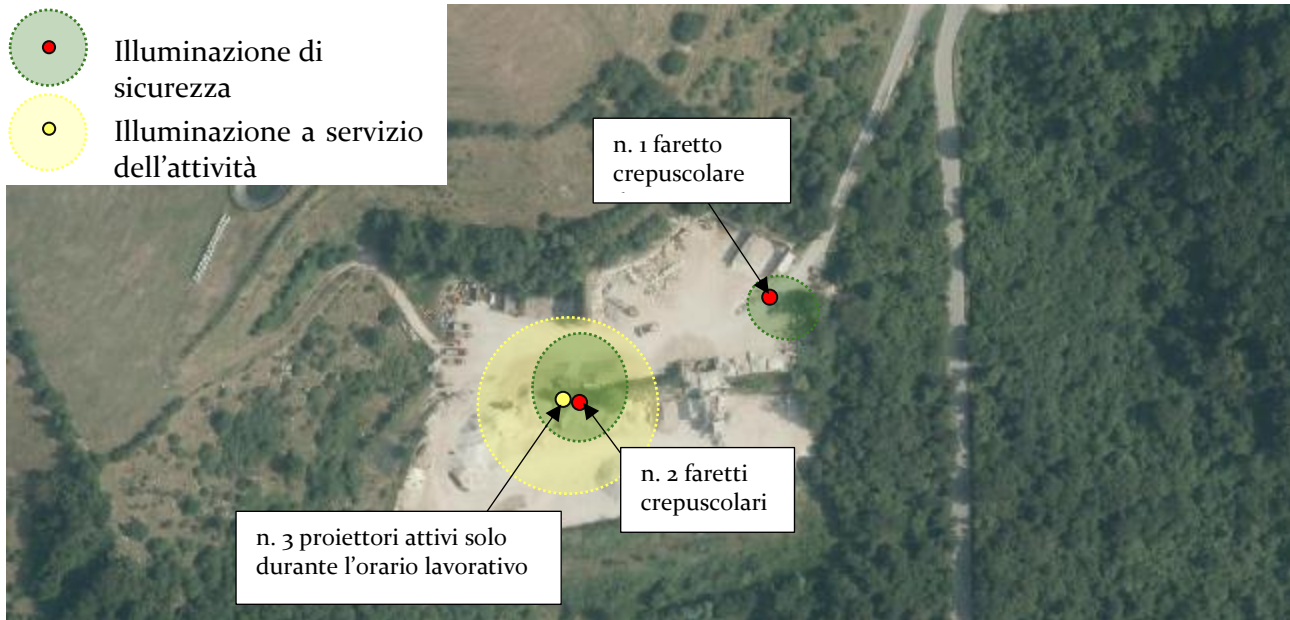 Illuminazione di
sicurezza
Illuminazione a servizio
dell'attività
n. 1 faretto
crepuscolare
n. 2 faretti
crepuscolari
n. 3 proiettori attivi solo
durante l'orario lavorativo